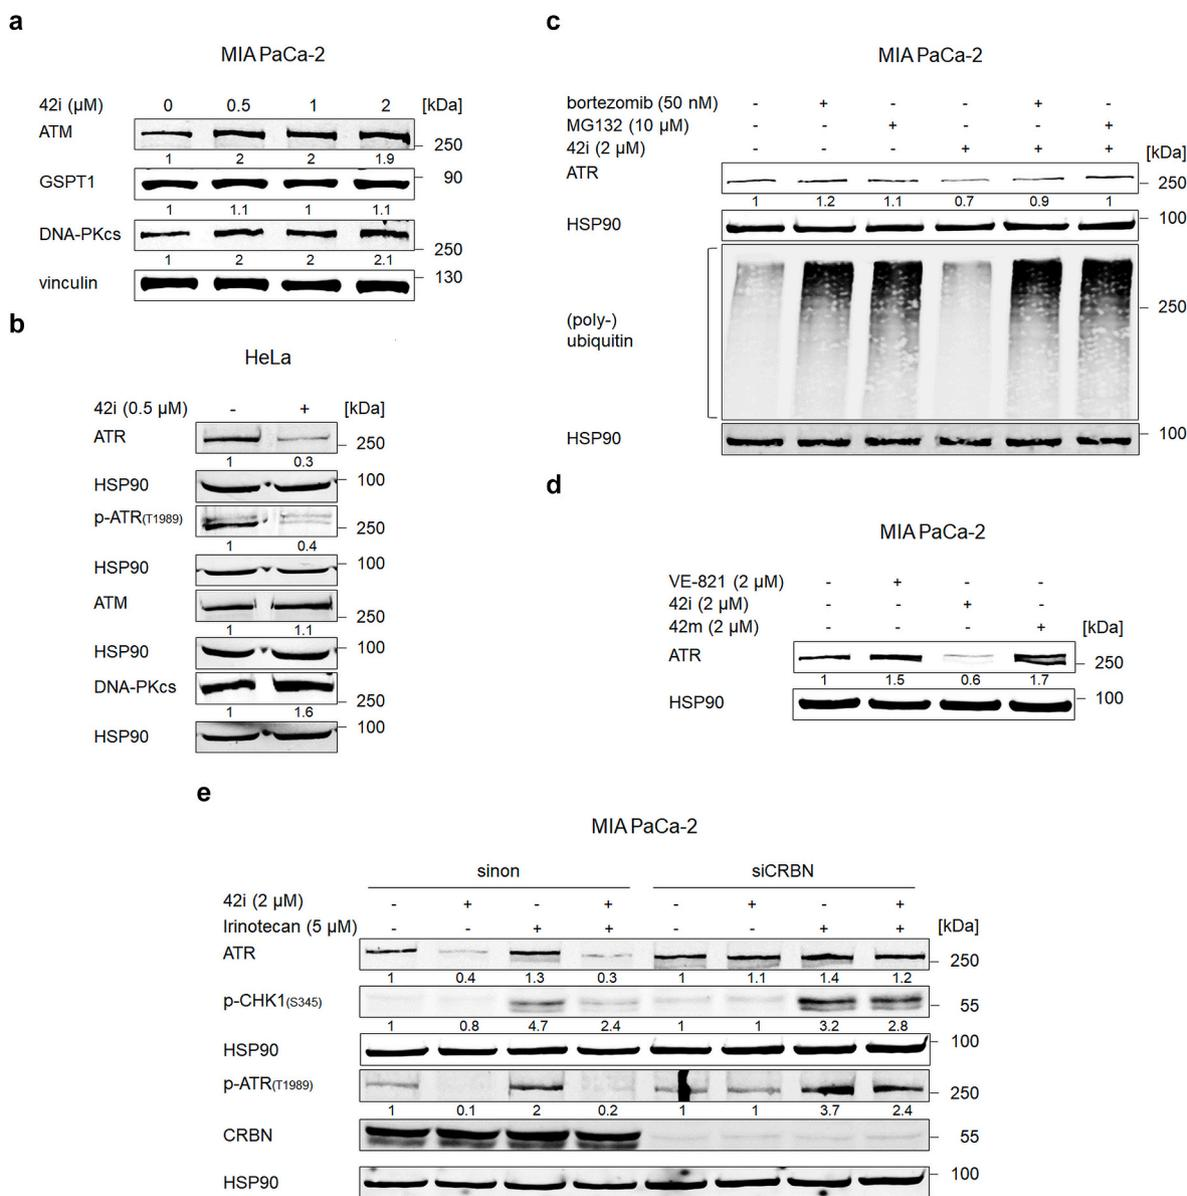 a
MIA PaCa-2
42i (µM) 0 0.5 1 2 [kDa]
ATM 250
1 2 2 1.9
GSPT1 90
1 1.1 1 1.1
DNA-PKcs 250
1 2 2 2.1
vinculin 130
b
HeLa
42i (0.5 µM) - + [kDa]
ATR 250
1 0.3
HSP90 100
p-ATR(T1989) 250
1 0.4
HSP90 100
ATM 250
1 1.1
HSP90 100
DNA-PKcs 250
1 1.6
HSP90 100
c
MIA PaCa-2
bortezomib (50 nM) - + - - + -
MG132 (10 µM) - - + - - +
42i (2 µM) - - - + + + [kDa]
ATR 250
1 1.2 1.1 0.7 0.9 1
HSP90 100
(poly-)
ubiquitin 250
HSP90 100
d
MIA PaCa-2
VE-821 (2 µM) - + - -
42i (2 µM) - - + -
42m (2 µM) - - - + [kDa]
ATR 250
1 1.5 0.6 1.7
HSP90 100
e
MIA PaCa-2
sinon siCRBN
42i (2 µM) - + - + - + - +
Irinotecan (5 µM) - - + + - - + + [kDa]
ATR 250
1 0.4 1.3 0.3 1 1.1 1.4 1.2
p-CHK1(S345) 55
1 0.8 4.7 2.4 1 1 3.2 2.8
HSP90 100
p-ATR(T1989) 250
1 0.1 2 0.2 1 1 3.7 2.4
CRBN 55
HSP90 100